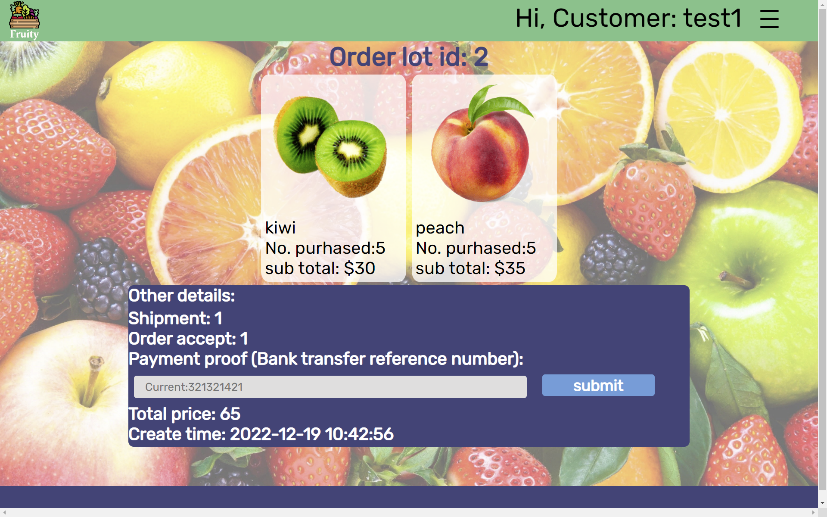 Fruity
Hi, Customer: test1
Order lot id: 2
kiwi
No. purhased:5
sub total: $30
peach
No. purhased:5
sub total: $35
Other details:
Shipment: 1
Order accept: 1
Payment proof (Bank transfer reference number):
Current:321321421
submit
Total price: 65
Create time: 2022-12-19 10:42:56